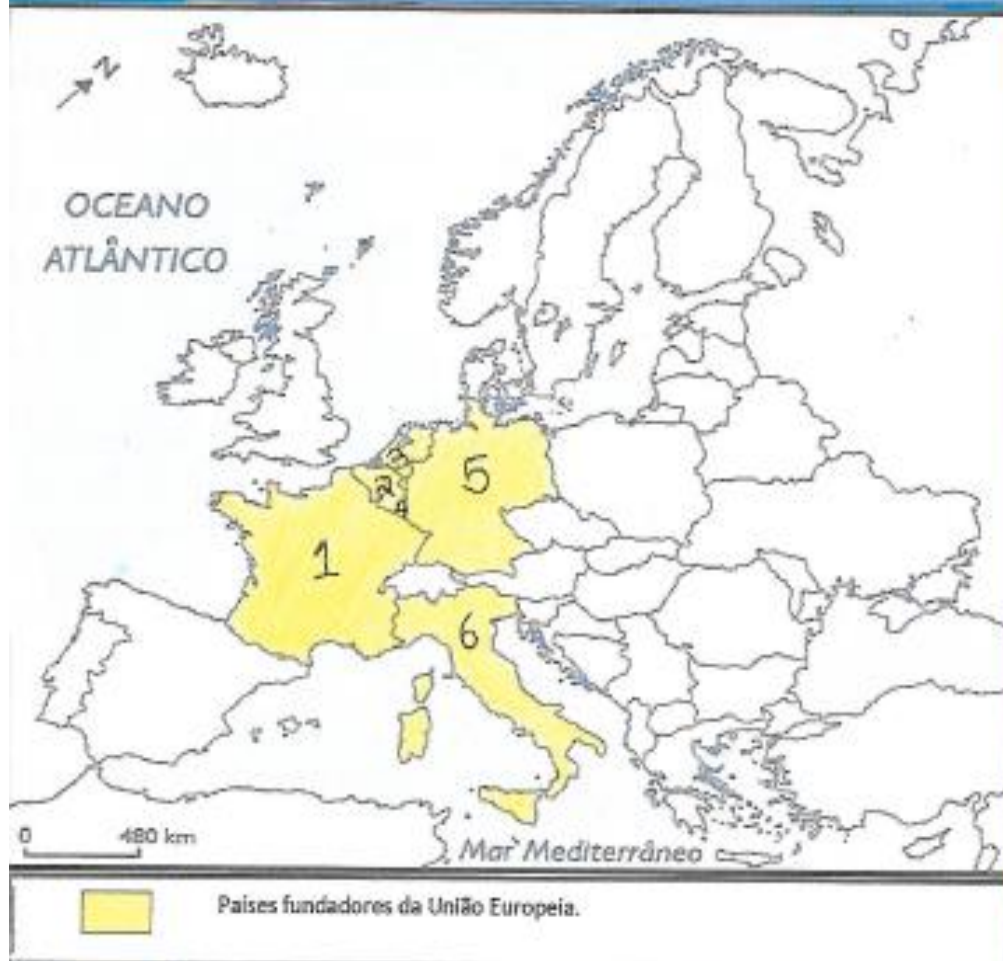 N
OCEANO
ATLÂNTICO
3
2
4
5
1
6
0 480 km
Mar Mediterrâneo
Países fundadores da União Europeia.